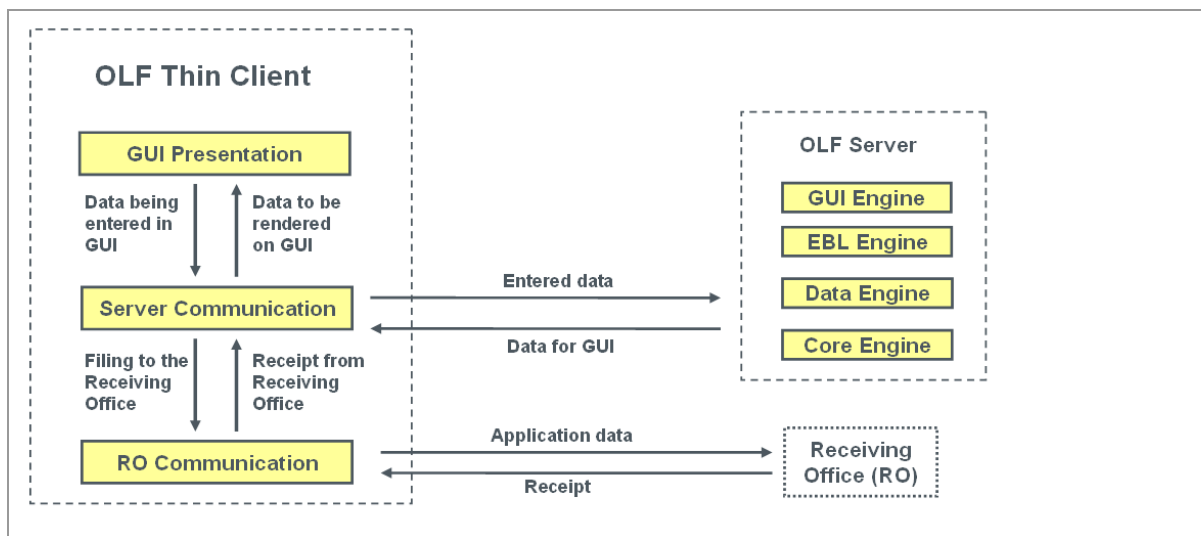 OLF Thin Client
GUI Presentation
Data being
entered in
GUI
Data to be
rendered
on GUI
Server Communication
Filing to the
Receiving
Office
Receipt from
Receiving
Office
RO Communication
Entered data
Data for GUI
Application data
Receipt
OLF Server
GUI Engine
EBL Engine
Data Engine
Core Engine
Receiving
Office (RO)